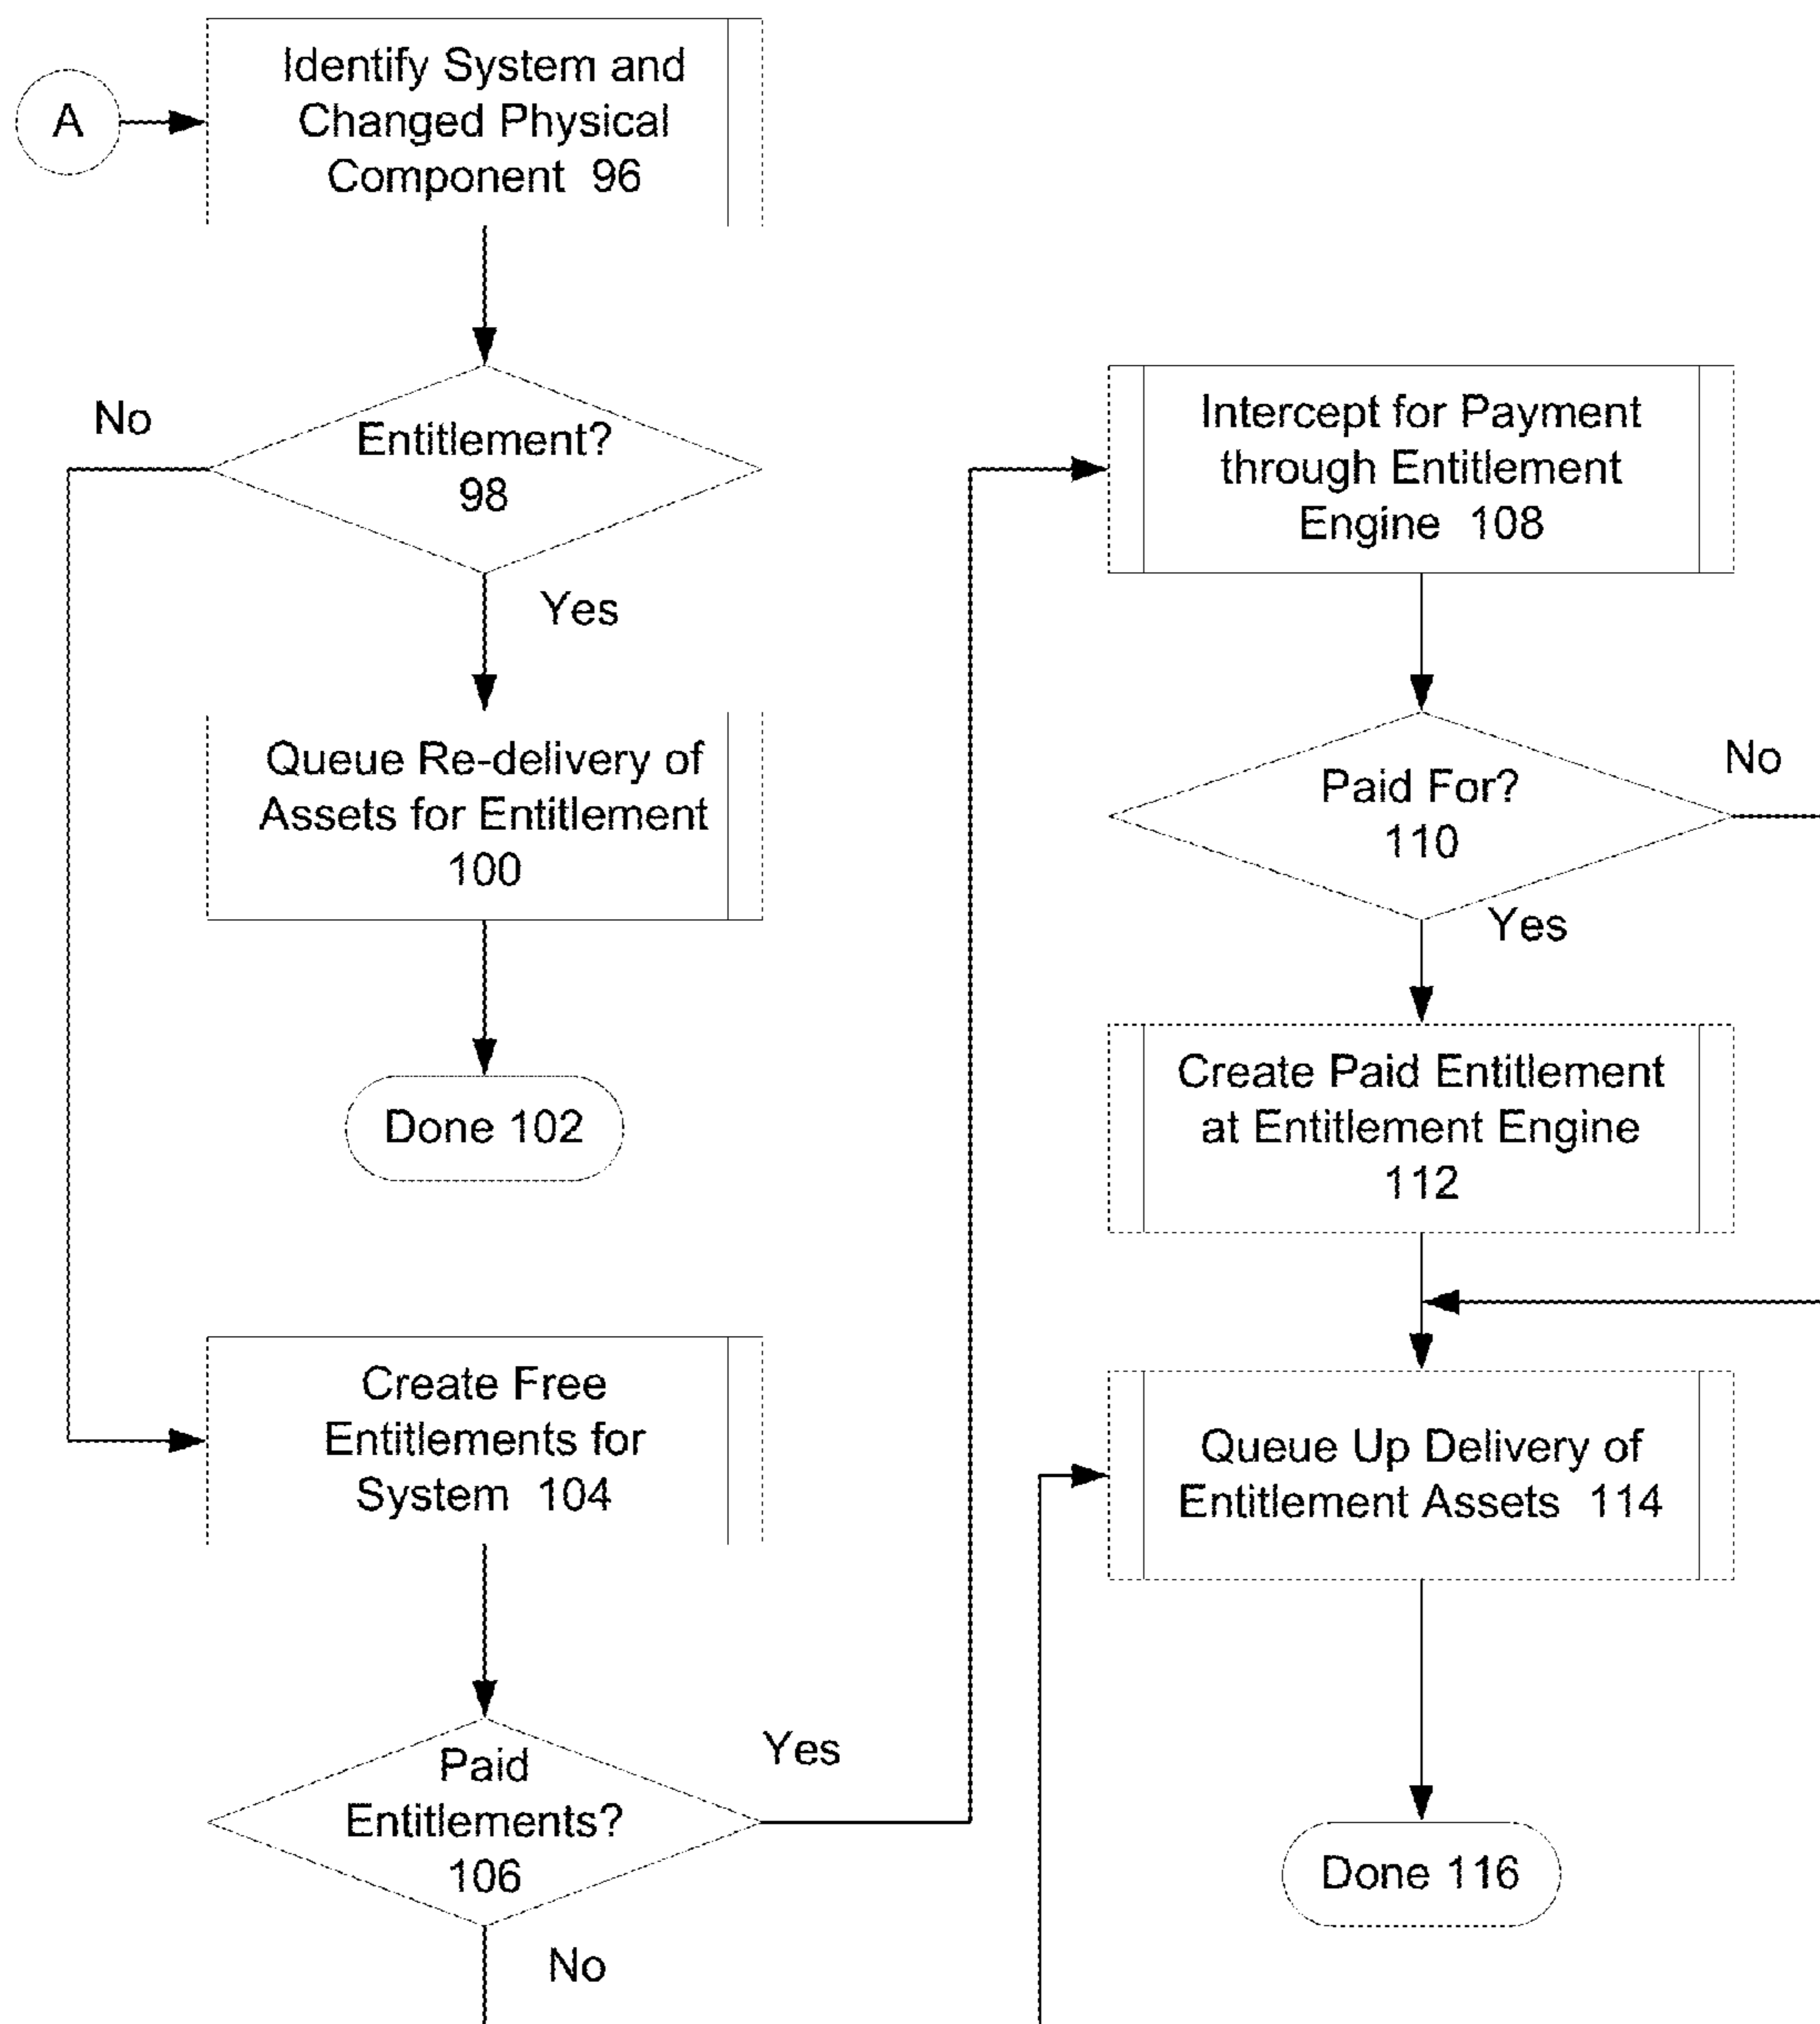 A
Identify System and
Changed Physical
Component 96
No
Entitlement?
98
Yes
Queue Re-delivery of
Assets for Entitlement
100
Done 102
Create Free
Entitlements for
System 104
Paid
Entitlements?
106
Yes
No
Intercept for Payment
through Entitlement
Engine 108
Paid For?
110
No
Yes
Create Paid Entitlement
at Entitlement Engine
112
Queue Up Delivery of
Entitlement Assets 114
Done 116